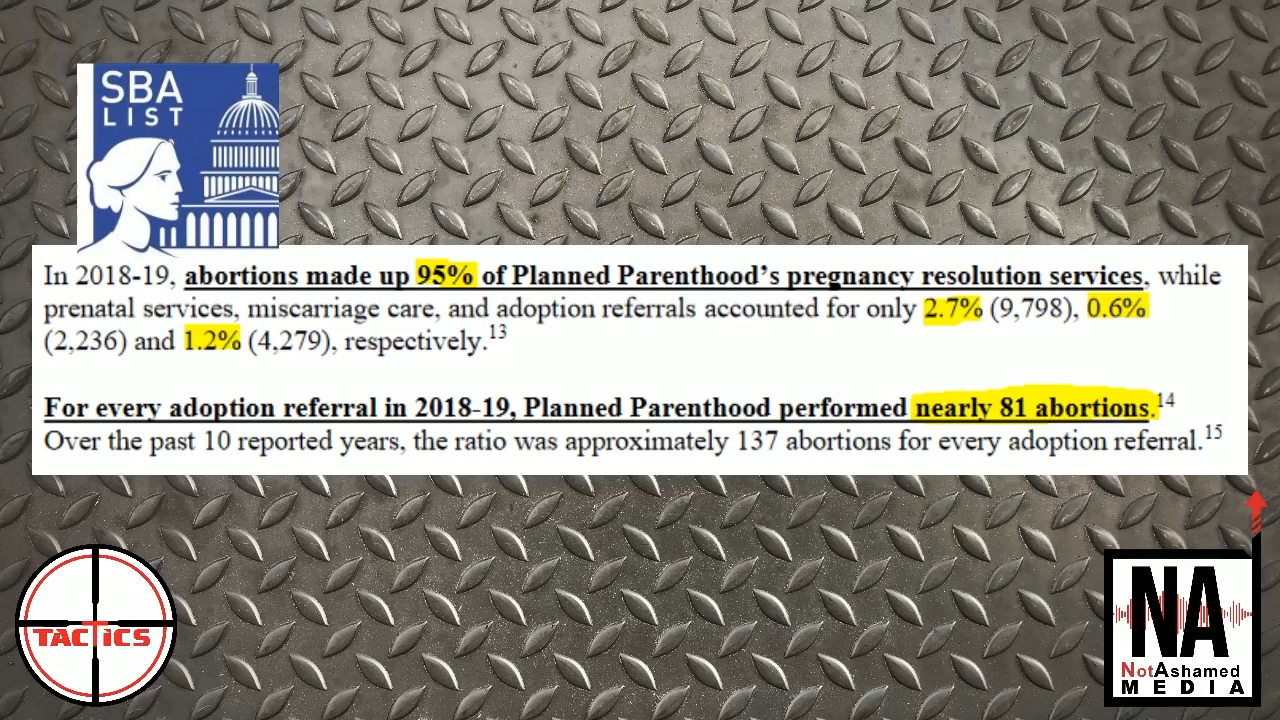 SBA
LIST
In 2018-19, abortions made up 95% of Planned Parenthood’s pregnancy resolution services, while
prenatal services, miscarriage care, and adoption referrals accounted for only 2.7% (9,798), 0.6%
(2,236) and 1.2% (4,279), respectively.13
For every adoption referral in 2018-19, Planned Parenthood performed nearly 81 abortions.14
Over the past 10 reported years, the ratio was approximately 137 abortions for every adoption referral.15
TACTICS
NA
NotAshamed
MEDIA